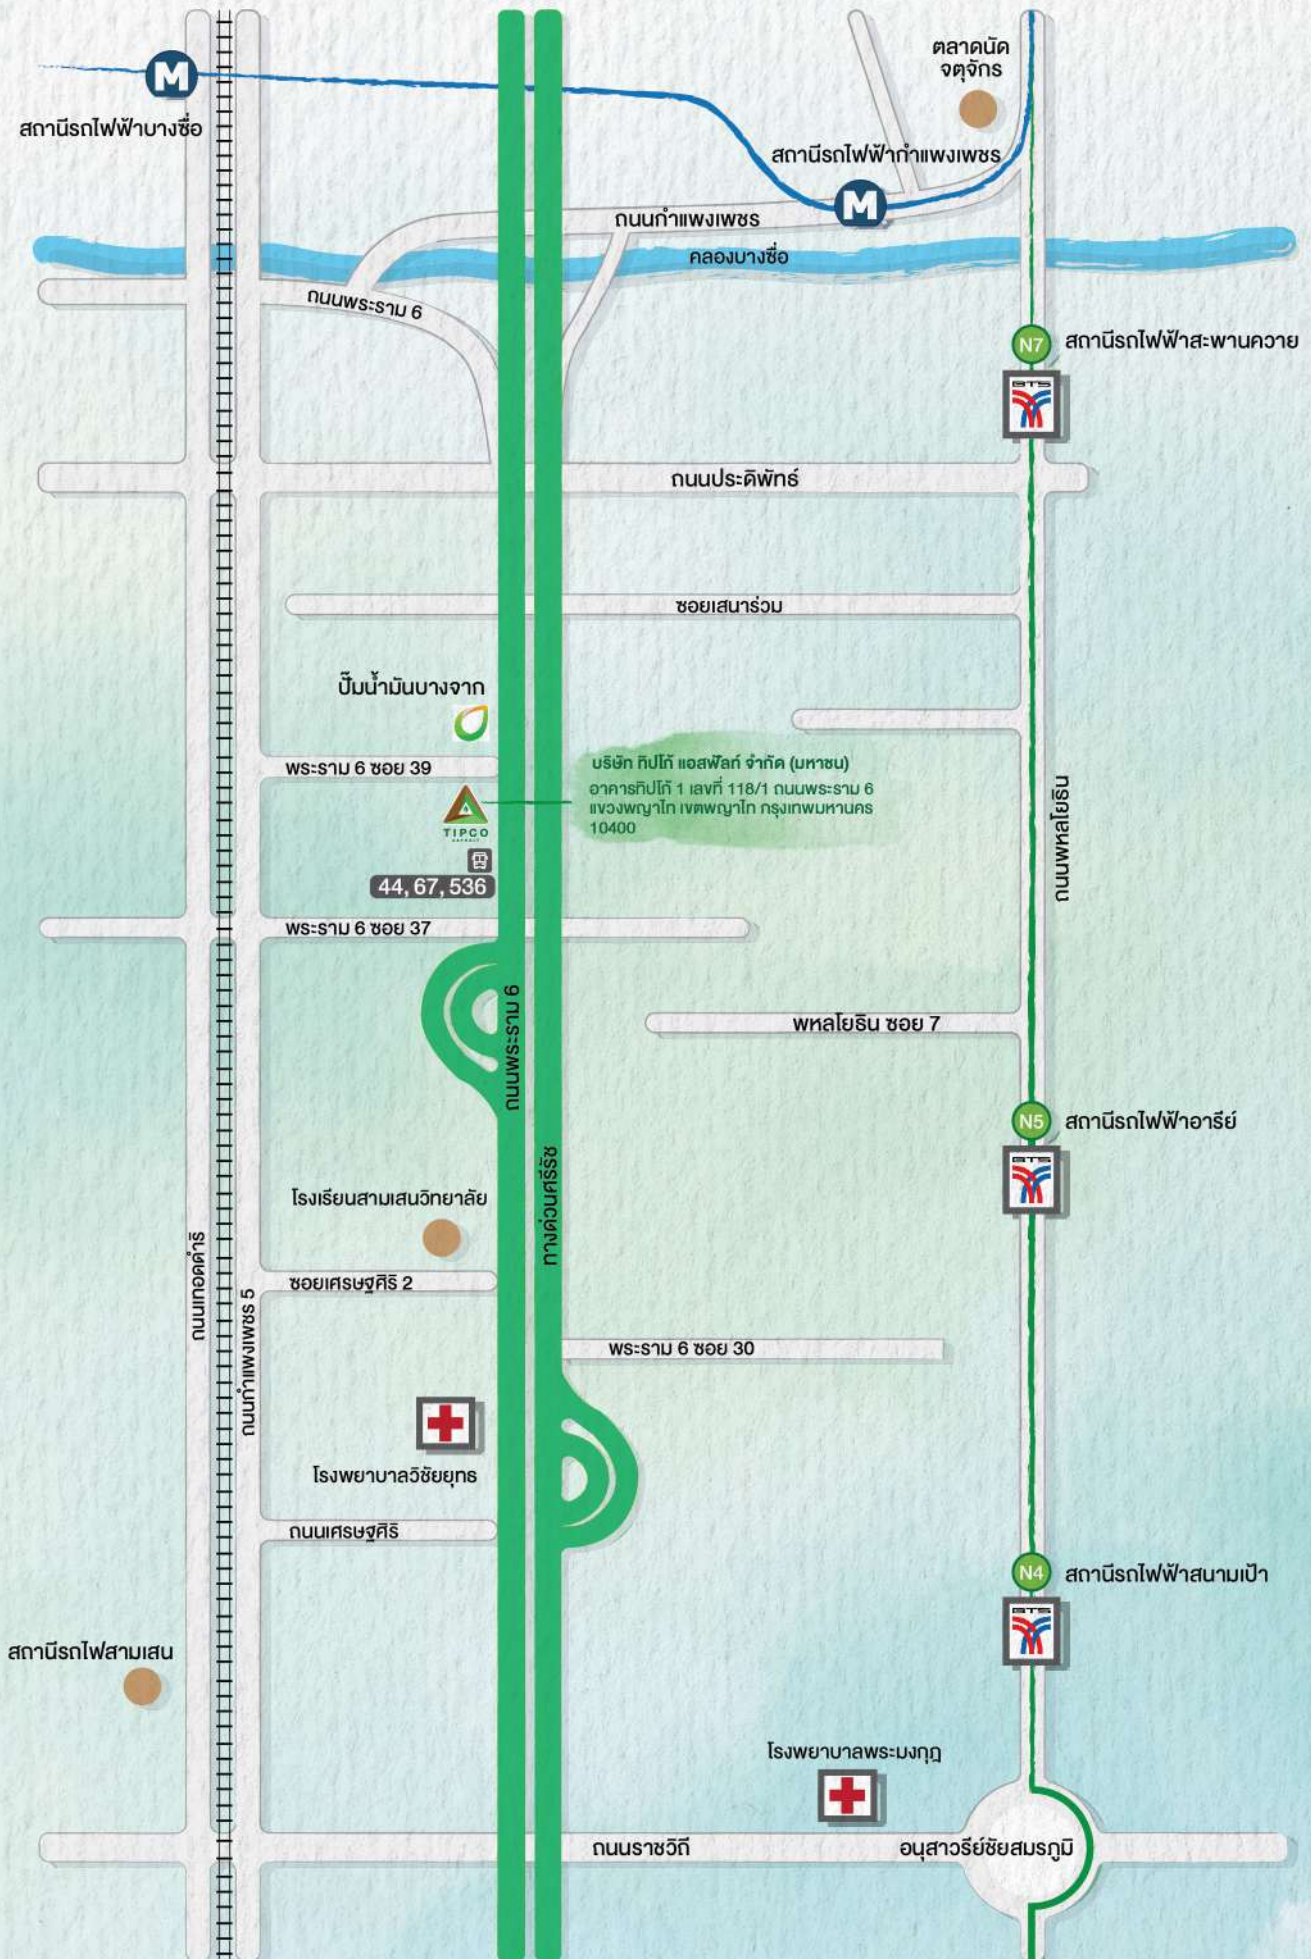 ตลาดนัด
จตุจักร
M
สถานีรถไฟฟ้าบางซื่อ
สถานีรถไฟฟ้ากำแพงเพชร
M
ถนนกำแพงเพชร
คลองบางซื่อ
ถนนพระราม 6
N7
สถานีรถไฟฟ้าสะพานควาย
BTS
ถนนประดิพัทธ์
ซอยเสนาร่วม
ปั๊มน้ำมันบางจาก
พระราม 6 ซอย 39
บริษัท ทิปโก้ แอสฟัลท์ จำกัด (มหาชน)
อาคารทิปโก้ 1 เลขที่ 118/1 ถนนพระราม 6
แขวงพญาไท เขตพญาไท กรุงเทพมหานคร
10400
TIPCO
ASPHALT
44, 67, 536
ถนนพหลโยธิน
พระราม 6 ซอย 37
ถนนพระราม 6
พหลโยธิน ซอย 7
N5
สถานีรถไฟฟ้าอารีย์
BTS
ทางด่วนศรีรัช
โรงเรียนสามเสนวิทยาลัย
ถนนเทอดดำริ
ซอยเศรษฐศิริ 2
ถนนกำแพงเพชร 5
พระราม 6 ซอย 30
โรงพยาบาลวิชัยยุทธ
ถนนเศรษฐศิริ
N4
สถานีรถไฟฟ้าสนามเป้า
BTS
สถานีรถไฟสามเสน
โรงพยาบาลพระมงกุฎ
ถนนราชวิถี
อนุสาวรีย์ชัยสมรภูมิ